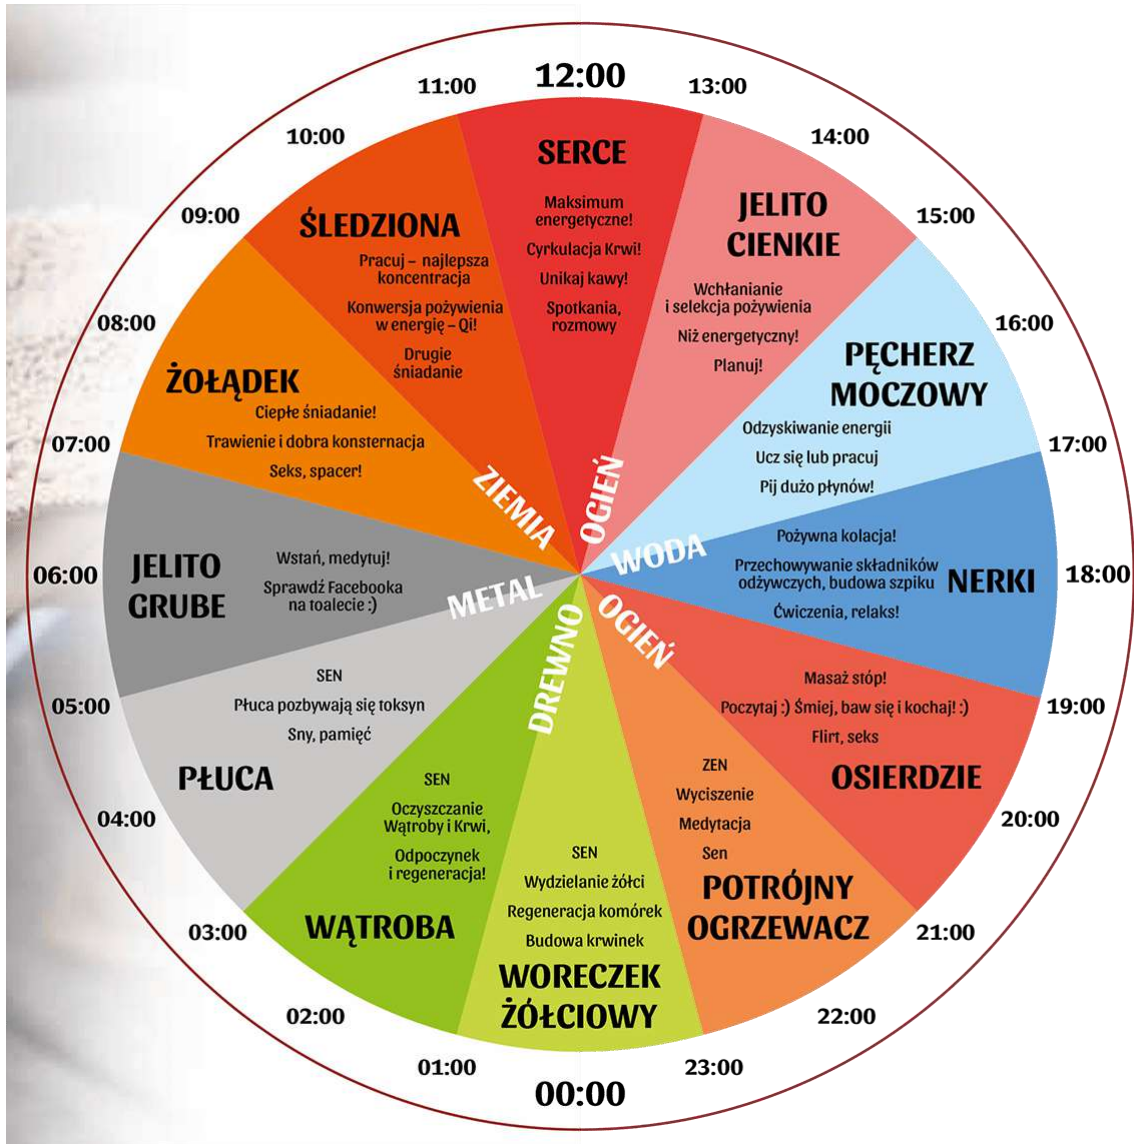 12:00
13:00
14:00
15:00
16:00
17:00
18:00
19:00
20:00
21:00
22:00
23:00
00:00
01:00
02:00
03:00
04:00
05:00
06:00
07:00
08:00
09:00
10:00
11:00
SERCE
Maksimum
energetyczne!
Cyrkulacja Krwi!
Unikaj kawy!
Spotkania,
rozmowy
JELITO
CIENKIE
Wchłanianie
i selekcja pożywienia
Niż energetyczny!
Planuj!
OGIEŃ
PĘCHERZ
MOCZOWY
Odzyskiwanie energii
Ucz się lub pracuj
Pij dużo płynów!
WODA
Pożywna kolacja!
Przechowywanie składników
odżywczych, budowa szpiku
Ćwiczenia, relaks!
NERKI
OGIEŃ
Masaż stóp!
Poczytaj :) Śmiej, baw się i kochaj! :)
Flirt, seks
OSIERDZIE
ZEN
Wyciszenie
Medytacja
Sen
POTRÓJNY
OGRZEWACZ
DREWNO
SEN
Wydzielanie żółci
Regeneracja komórek
Budowa krwinek
WORECZEK
ŻÓŁCIOWY
SEN
Oczyszczanie
Wątroby i Krwi,
Odpoczynek
i regeneracja!
WĄTROBA
METAL
SEN
Płuca pozbywają się toksyn
Sny, pamięć
PŁUCA
JELITO
GRUBE
Wstań, medytuj!
Sprawdź Facebooka
na toalecie :)
ZIEMIA
ŻOŁĄDEK
Ciepłe śniadanie!
Trawienie i dobra konsternacja
Seks, spacer!
ŚLEDZIONA
Pracuj – najlepsza
koncentracja
Konwersja pożywienia
w energię – Qi!
Drugie
śniadanie